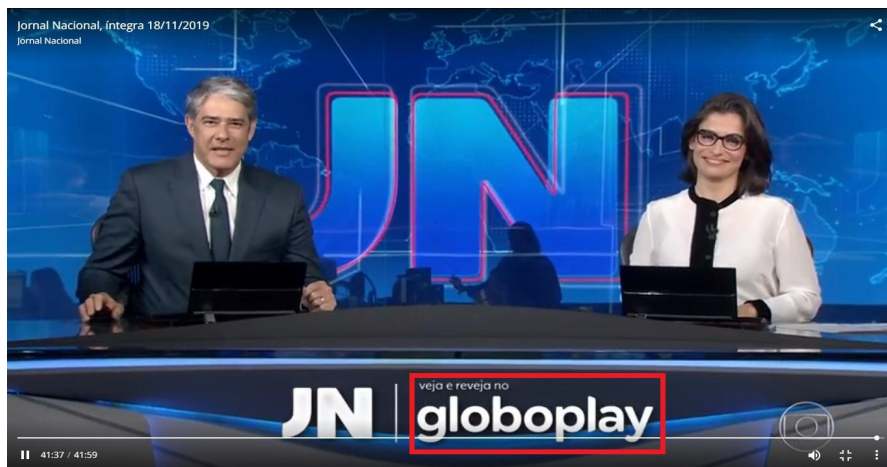 Jornal Nacional, íntegra 18/11/2019
Jornal Nacional
JN
JN
veja e reveja no
globoplay
41:37 / 41:59